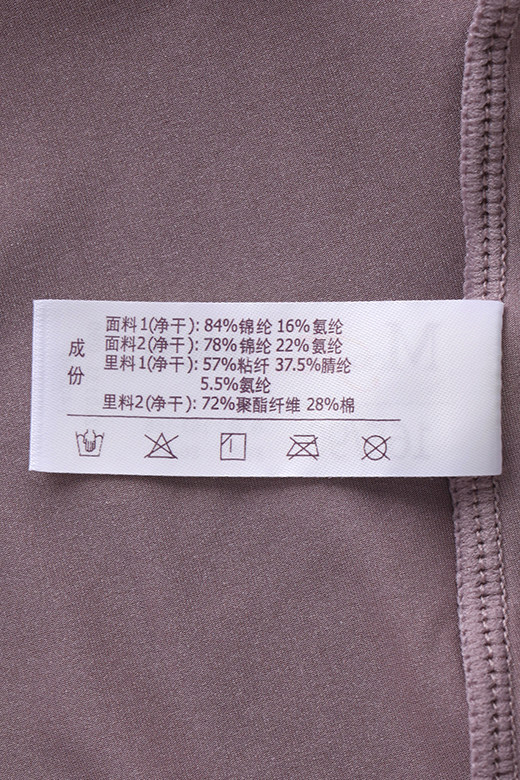 成份
面料1(净干): 84%锦纶 16%氨纶
面料2(净干): 78%锦纶 22%氨纶
里料1(净干): 57%粘纤 37.5%腈纶
5.5%氨纶
里料2(净干): 72%聚酯纤维 28%棉